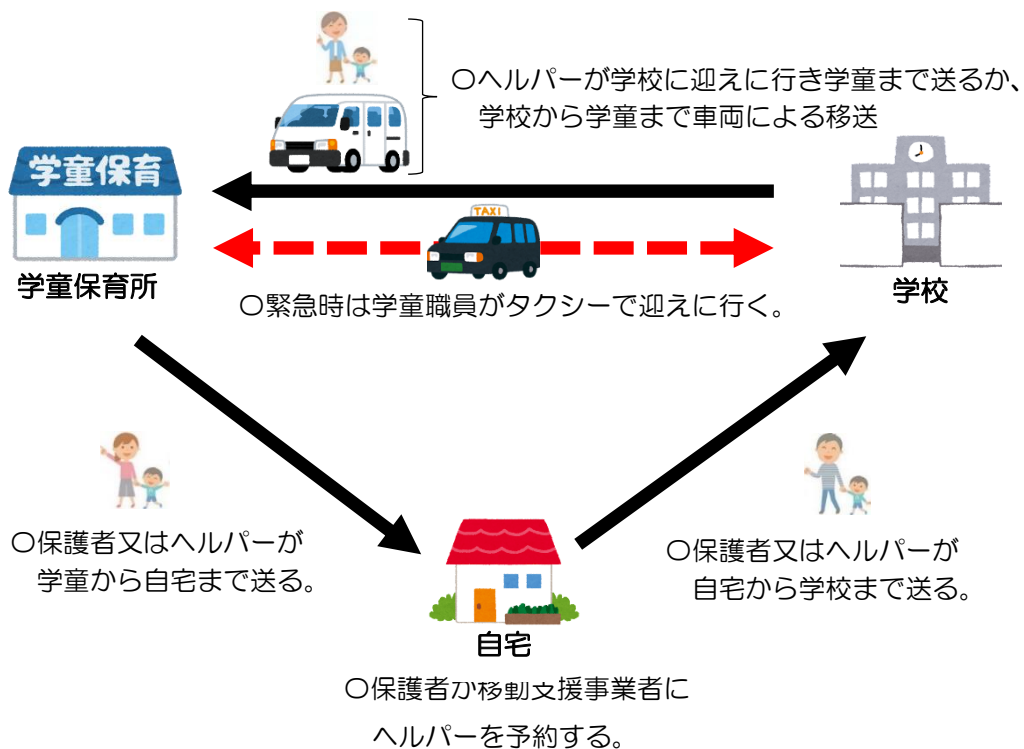 〇ヘルパーが学校に迎えに行き学童まで送るか、
学校から学童まで車両による移送
学童保育
TAXI
学童保育所
学校
〇緊急時は学童職員がタクシーで迎えに行く。
〇保護者又はヘルパーが
学童から自宅まで送る。
〇保護者又はヘルパーが
自宅から学校まで送る。
自宅
〇保護者が移動支援事業者に
ヘルパーを予約する。